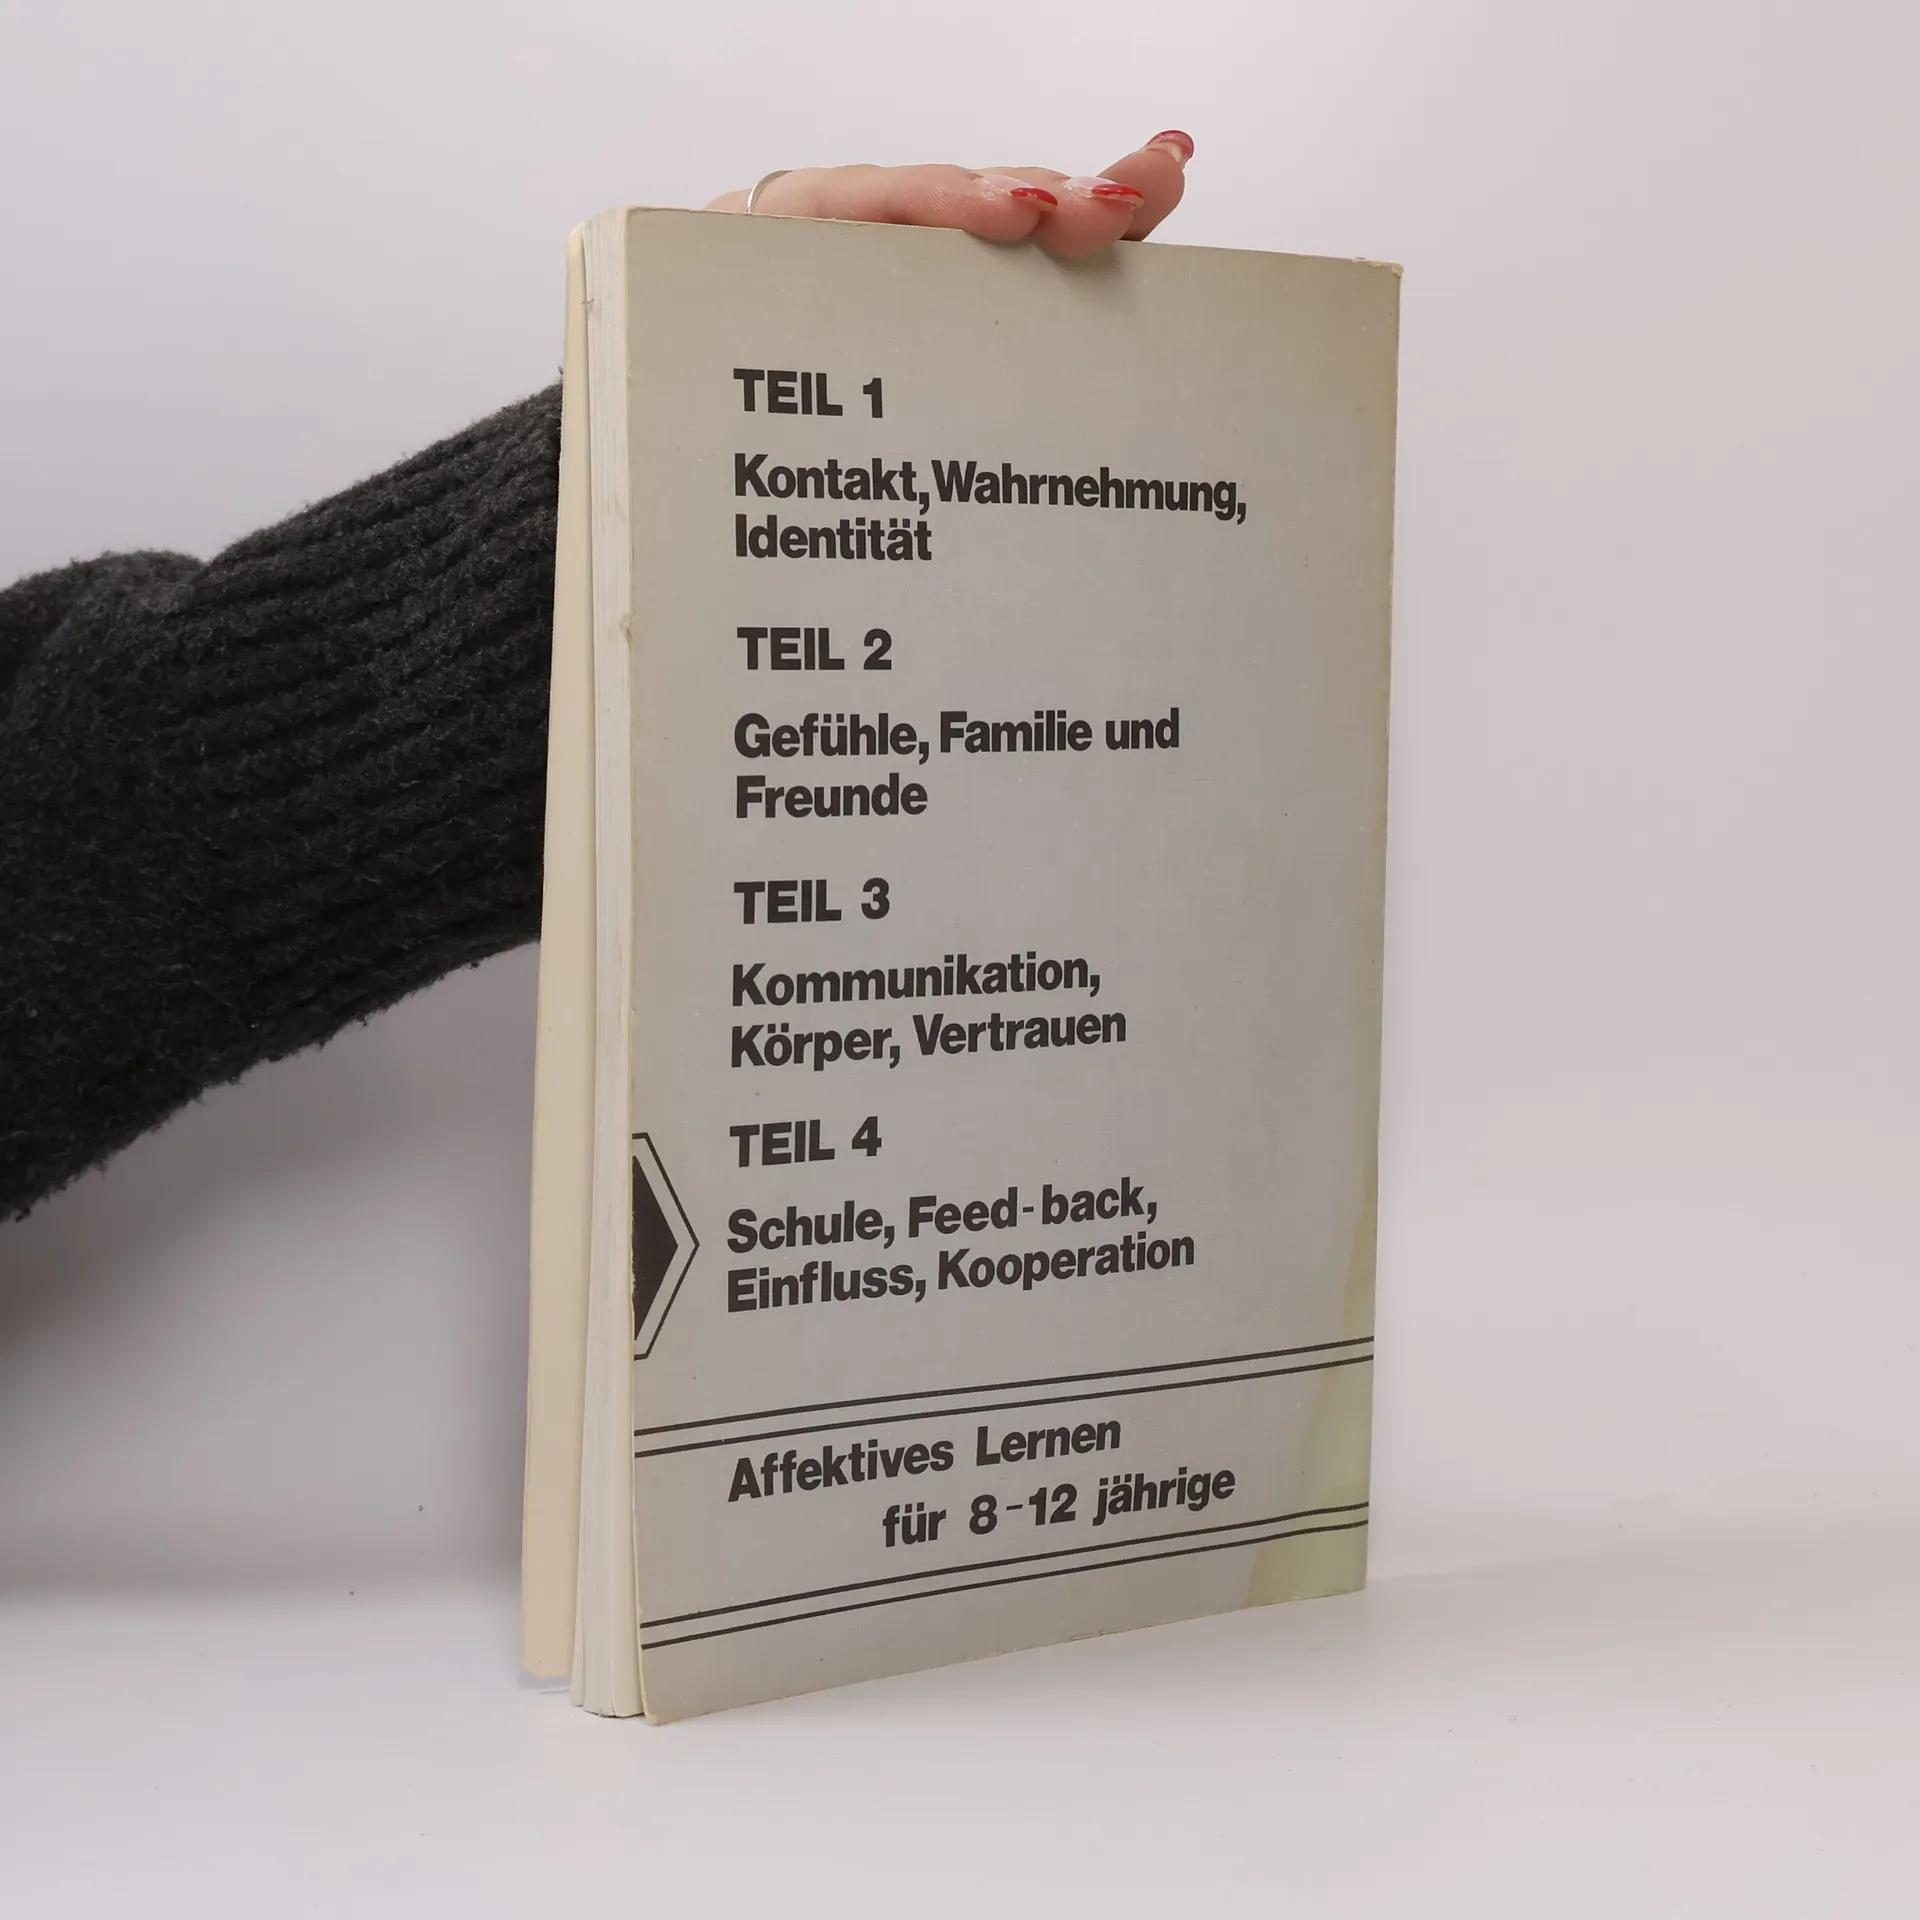 TEIL 1
Kontakt, Wahrnehmung,
Identität
TEIL 2
Gefühle, Familie und
Freunde
TEIL 3
Kommunikation,
Körper, Vertrauen
TEIL 4
Schule, Feed-back,
Einfluss, Kooperation
Affektives Lernen
für 8-12 jährige